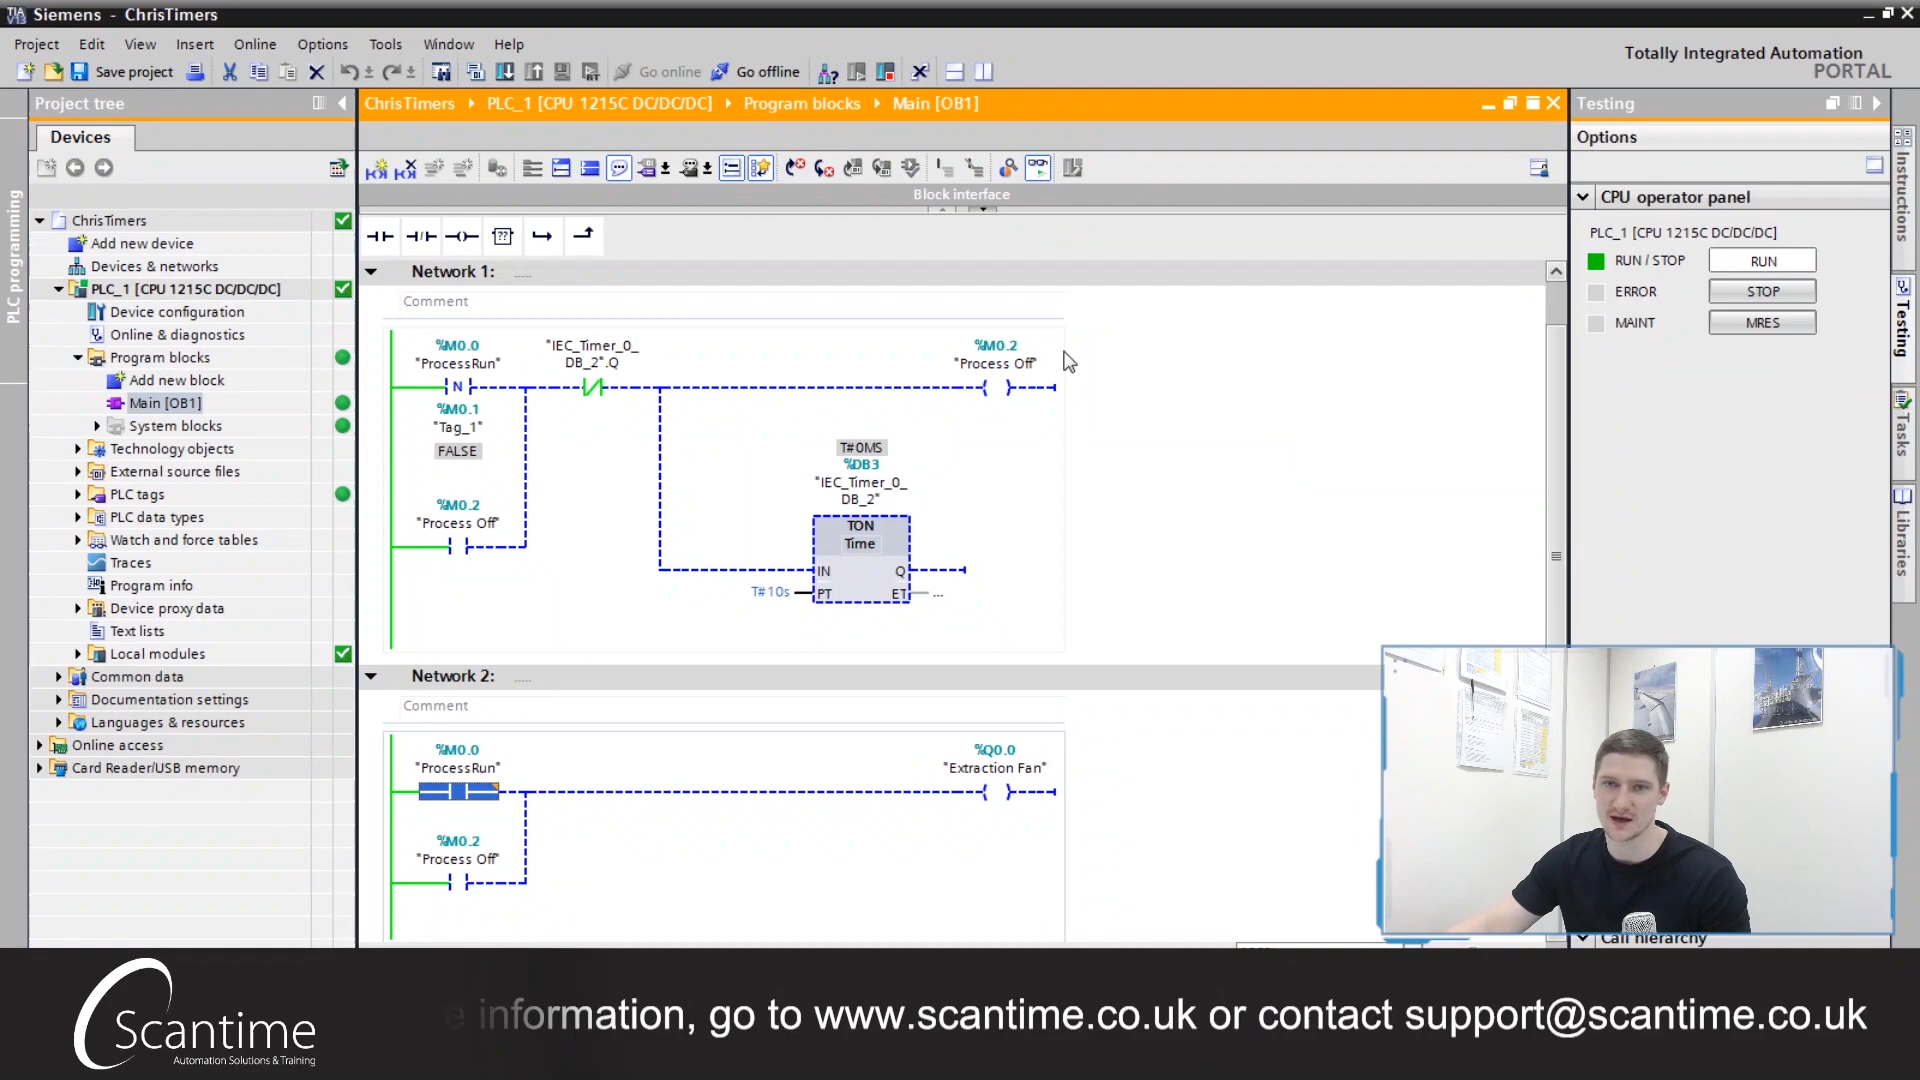 TIA V13 Siemens - ChrisTimers
Project Edit View Insert Online Options Tools Window Help
Totally Integrated Automation
PORTAL
Save project Go online Go offline
Project tree
ChrisTimers PLC_1 [CPU 1215C DC/DC/DC] Program blocks Main [OB1]
Testing
Devices
Options
Block interface
PLC programming
ChrisTimers
Add new device
Devices & networks
PLC_1 [CPU 1215C DC/DC/DC]
Device configuration
Online & diagnostics
Program blocks
Add new block
Main [OB1]
System blocks
Technology objects
External source files
PLC tags
PLC data types
Watch and force tables
Traces
Program info
Device proxy data
Text lists
Local modules
Common data
Documentation settings
Languages & resources
Online access
Card Reader/USB memory
??
Network 1: .....
Comment
%M0.0
"ProcessRun"
N
%M0.1
"Tag_1"
FALSE
"IEC_Timer_0_
DB_2".Q
%M0.2
"Process Off"
%M0.2
"Process Off"
T#0MS
%DB3
"IEC_Timer_0_
DB_2"
TON
Time
IN Q
T#10s PT ET ...
Network 2: .....
Comment
%M0.0
"ProcessRun"
%Q0.0
"Extraction Fan"
%M0.2
"Process Off"
CPU operator panel
PLC_1 [CPU 1215C DC/DC/DC]
RUN / STOP RUN
ERROR STOP
MAINT MRES
Call hierarchy
Instructions
Testing
Tasks
Libraries
Scantime
Automation Solutions & Training
e information, go to www.scantime.co.uk or contact support@scantime.co.uk